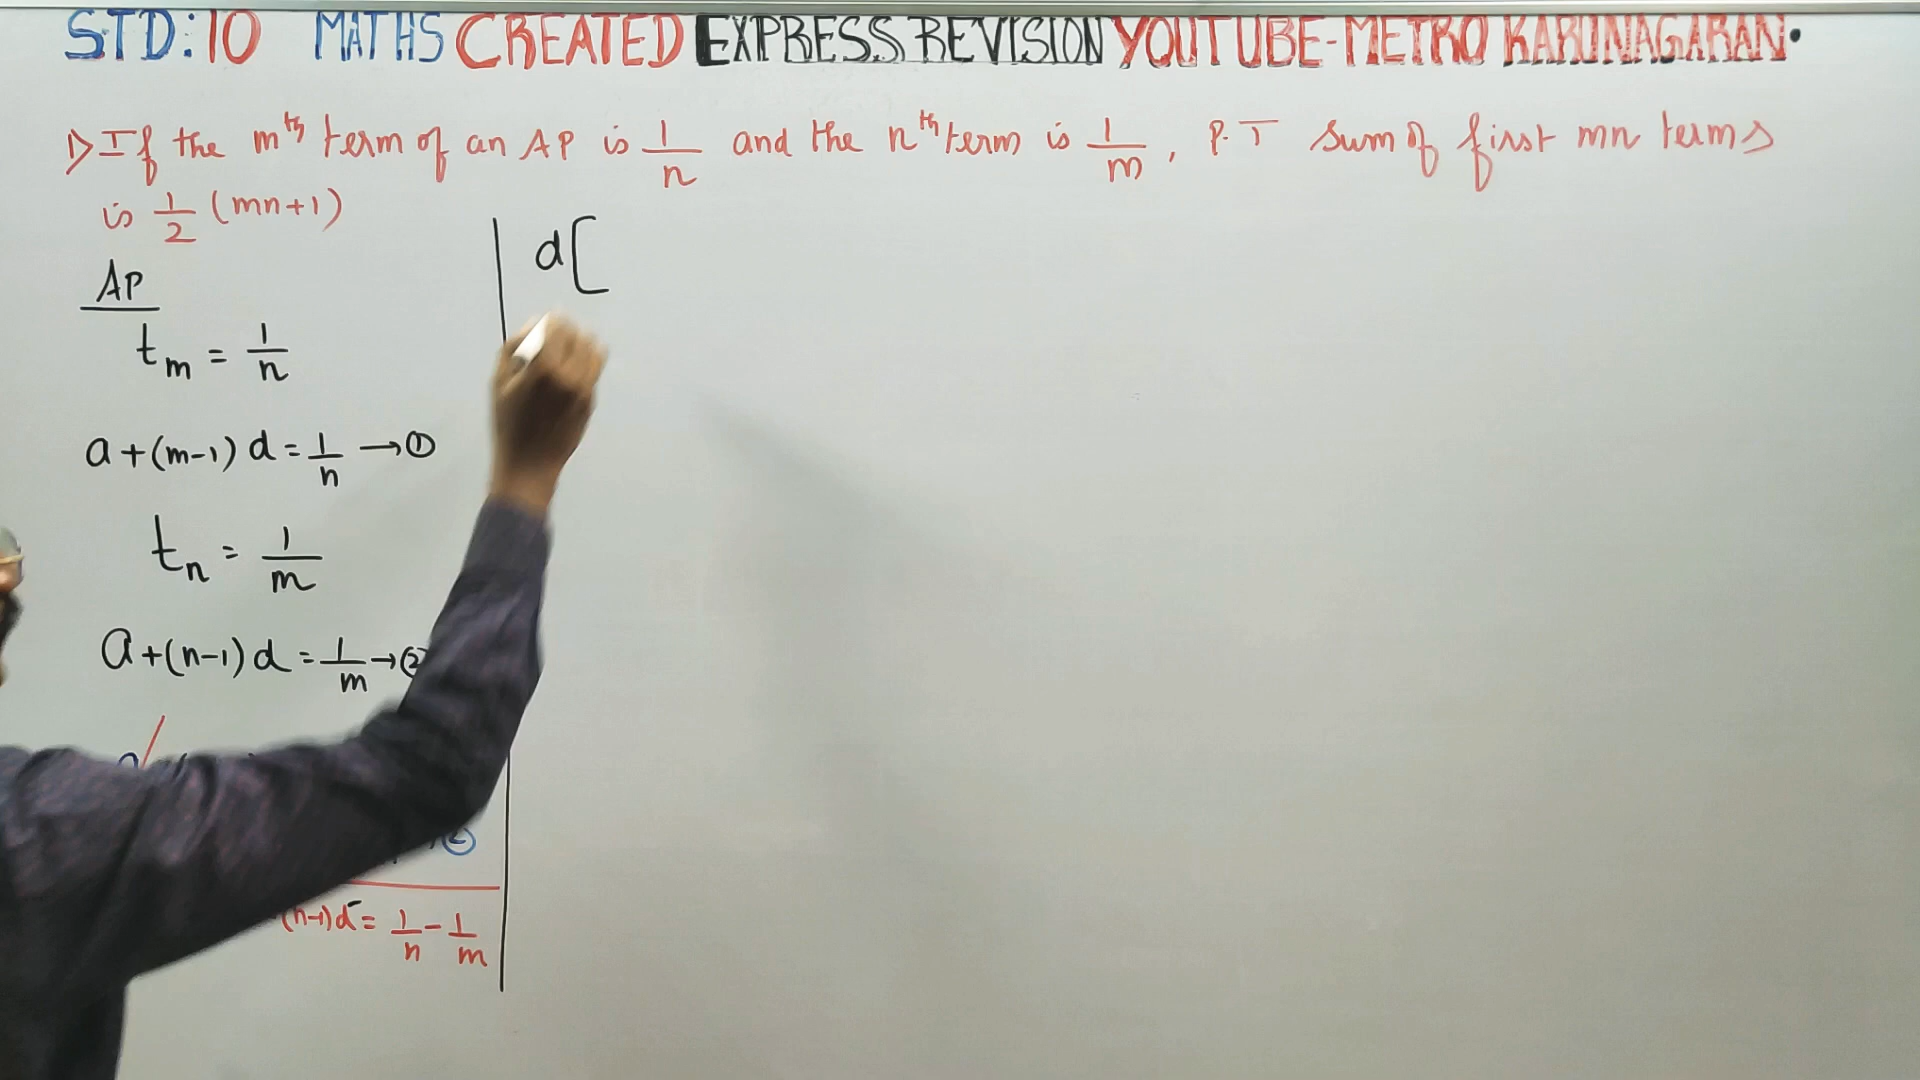 STD:10 MATHS CREATED EXPRESS REVISION YOUTUBE-METRO KARUNAGARAN.
1) If the mth term of an AP is 1/n and the nth term is 1/m, P.T sum of first mn terms
is 1/2 (mn+1)
AP
tm = 1/n
a+(m-1) d = 1/n →①
tn = 1/m
a+(n-1) d = 1/m →②
(n-1)d = 1/n - 1/m
d[